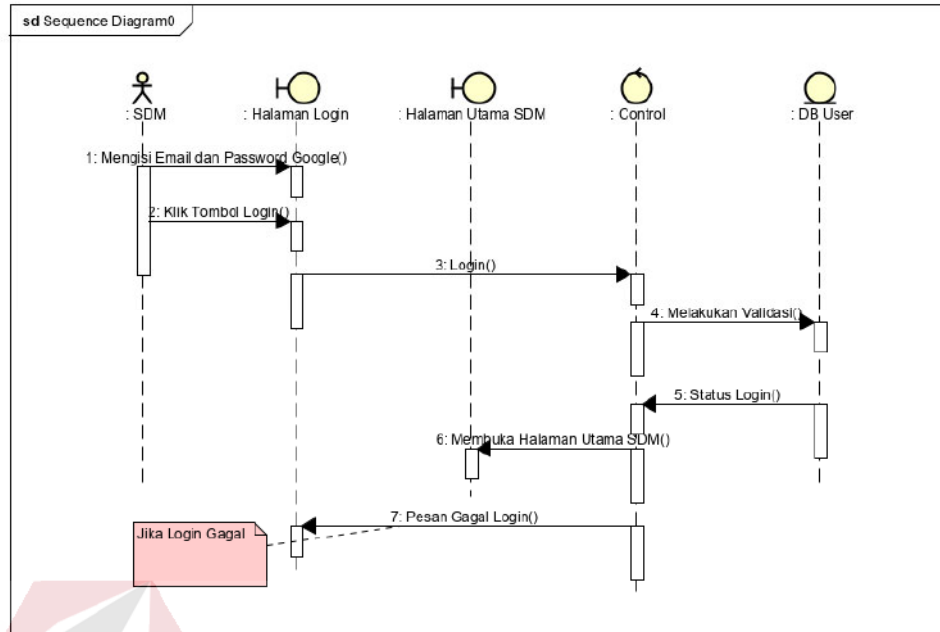 sd Sequence Diagram0
: SDM
: Halaman Login
: Halaman Utama SDM
: Control
: DB User
1: Mengisi Email dan Password Google()
2: Klik Tombol Login()
3: Login()
4: Melakukan Validasi()
5: Status Login()
6: Membuka Halaman Utama SDM()
7: Pesan Gagal Login()
Jika Login Gagal